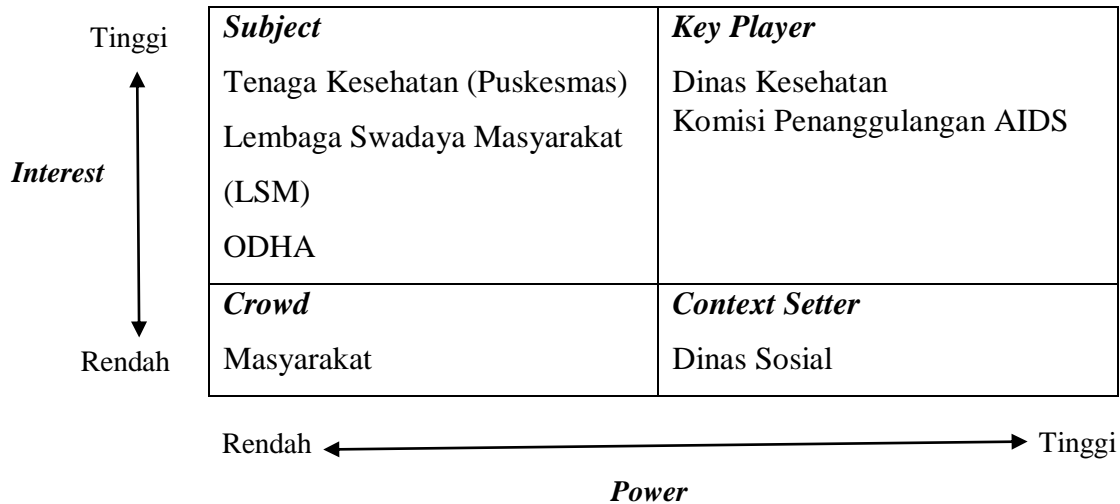 Tinggi
Interest
Rendah
Subject
Tenaga Kesehatan (Puskesmas)
Lembaga Swadaya Masyarakat
(LSM)
ODHA
Key Player
Dinas Kesehatan
Komisi Penanggulangan AIDS
Crowd
Masyarakat
Context Setter
Dinas Sosial
Rendah
Tinggi
Power